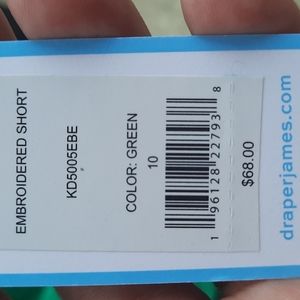 EMBROIDERED SHORT
KD5005EBE
COLOR: GREEN
10
1 96128 22793 8
$68.00
draperjames.com